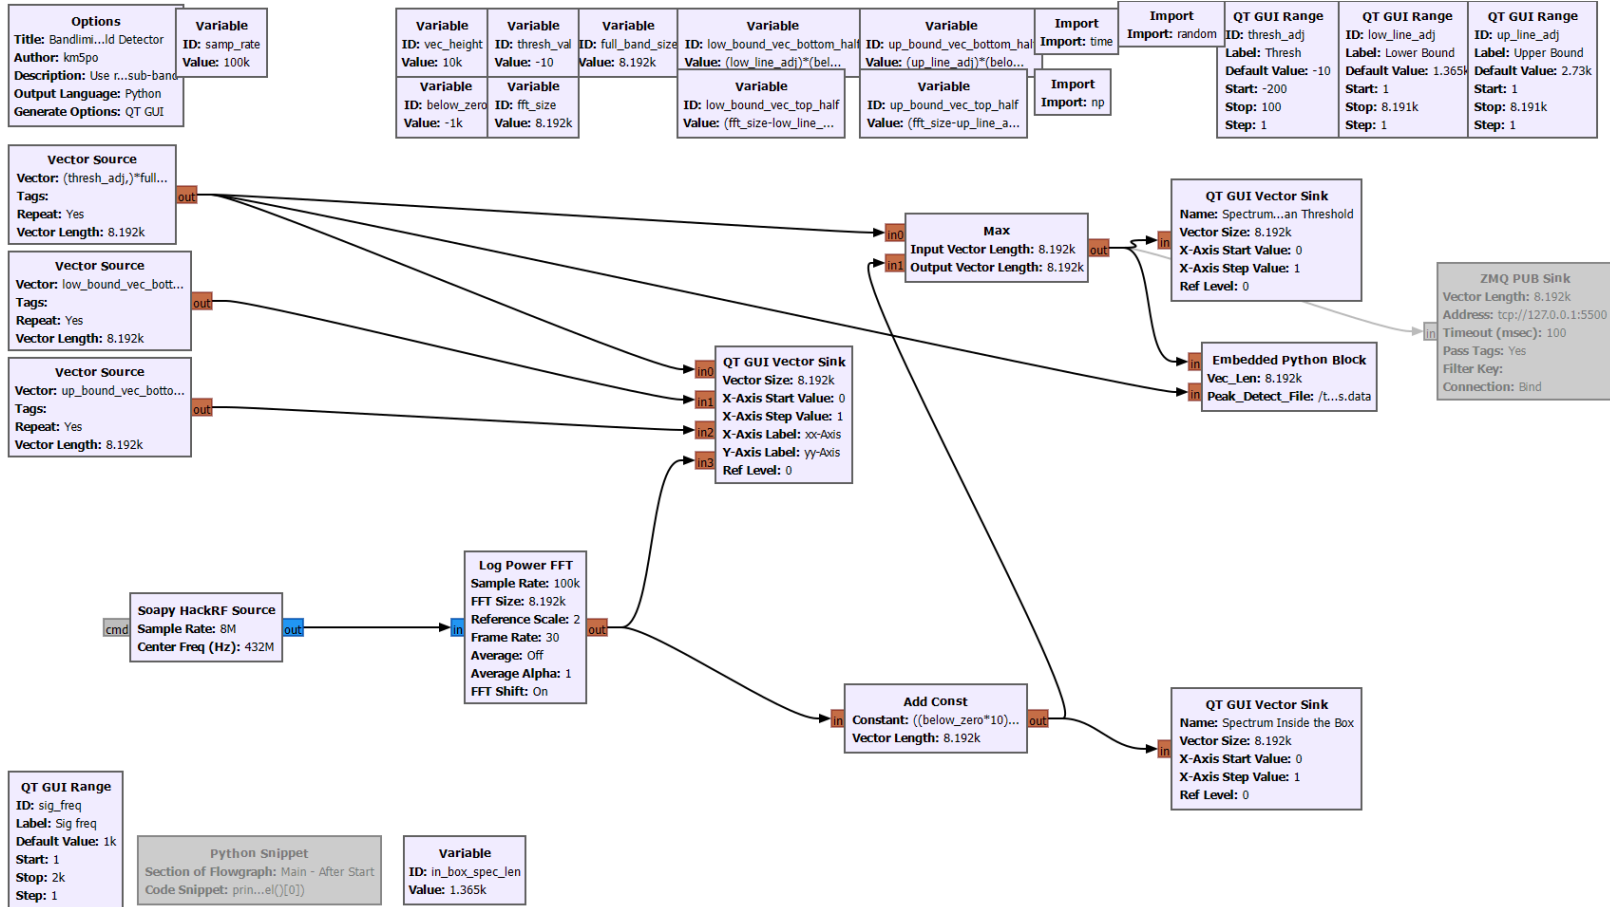 Options
Title: Bandlimi...ld Detector
Author: km5po
Description: Use r...sub-band
Output Language: Python
Generate Options: QT GUI
Variable
ID: samp_rate
Value: 100k
Variable
ID: vec_height
Value: 10k
Variable
ID: thresh_val
Value: -10
Variable
ID: full_band_size
Value: 8.192k
Variable
ID: low_bound_vec_bottom_half
Value: (low_line_adj)*(bel...
Variable
ID: up_bound_vec_bottom_hal
Value: (up_line_adj)*(belo...
Import
Import: time
Import
Import: random
QT GUI Range
ID: thresh_adj
Label: Thresh
Default Value: -10
Start: -200
Stop: 100
Step: 1
QT GUI Range
ID: low_line_adj
Label: Lower Bound
Default Value: 1.365k
Start: 1
Stop: 8.191k
Step: 1
QT GUI Range
ID: up_line_adj
Label: Upper Bound
Default Value: 2.73k
Start: 1
Stop: 8.191k
Step: 1
Variable
ID: below_zero
Value: -1k
Variable
ID: fft_size
Value: 8.192k
Variable
ID: low_bound_vec_top_half
Value: (fft_size-low_line_...
Variable
ID: up_bound_vec_top_half
Value: (fft_size-up_line_a...
Import
Import: np
Vector Source
Vector: (thresh_adj,)*full...
Tags:
Repeat: Yes
Vector Length: 8.192k
out
Vector Source
Vector: low_bound_vec_bott...
Tags:
Repeat: Yes
Vector Length: 8.192k
out
Vector Source
Vector: up_bound_vec_botto...
Tags:
Repeat: Yes
Vector Length: 8.192k
out
in0
in1
Max
Input Vector Length: 8.192k
Output Vector Length: 8.192k
out
in
QT GUI Vector Sink
Name: Spectrum...an Threshold
Vector Size: 8.192k
X-Axis Start Value: 0
X-Axis Step Value: 1
Ref Level: 0
in
ZMQ PUB Sink
Vector Length: 8.192k
Address: tcp://127.0.0.1:5500
Timeout (msec): 100
Pass Tags: Yes
Filter Key:
Connection: Bind
in0
in1
in2
in3
QT GUI Vector Sink
Vector Size: 8.192k
X-Axis Start Value: 0
X-Axis Step Value: 1
X-Axis Label: xx-Axis
Y-Axis Label: yy-Axis
Ref Level: 0
in
in
Embedded Python Block
Vec_Len: 8.192k
Peak_Detect_File: /t...s.data
cmd
Soapy HackRF Source
Sample Rate: 8M
Center Freq (Hz): 432M
out
in
Log Power FFT
Sample Rate: 100k
FFT Size: 8.192k
Reference Scale: 2
Frame Rate: 30
Average: Off
Average Alpha: 1
FFT Shift: On
out
in
Add Const
Constant: ((below_zero*10)...
Vector Length: 8.192k
out
in
QT GUI Vector Sink
Name: Spectrum Inside the Box
Vector Size: 8.192k
X-Axis Start Value: 0
X-Axis Step Value: 1
Ref Level: 0
QT GUI Range
ID: sig_freq
Label: Sig freq
Default Value: 1k
Start: 1
Stop: 2k
Step: 1
Python Snippet
Section of Flowgraph: Main - After Start
Code Snippet: prin...el()[0])
Variable
ID: in_box_spec_len
Value: 1.365k